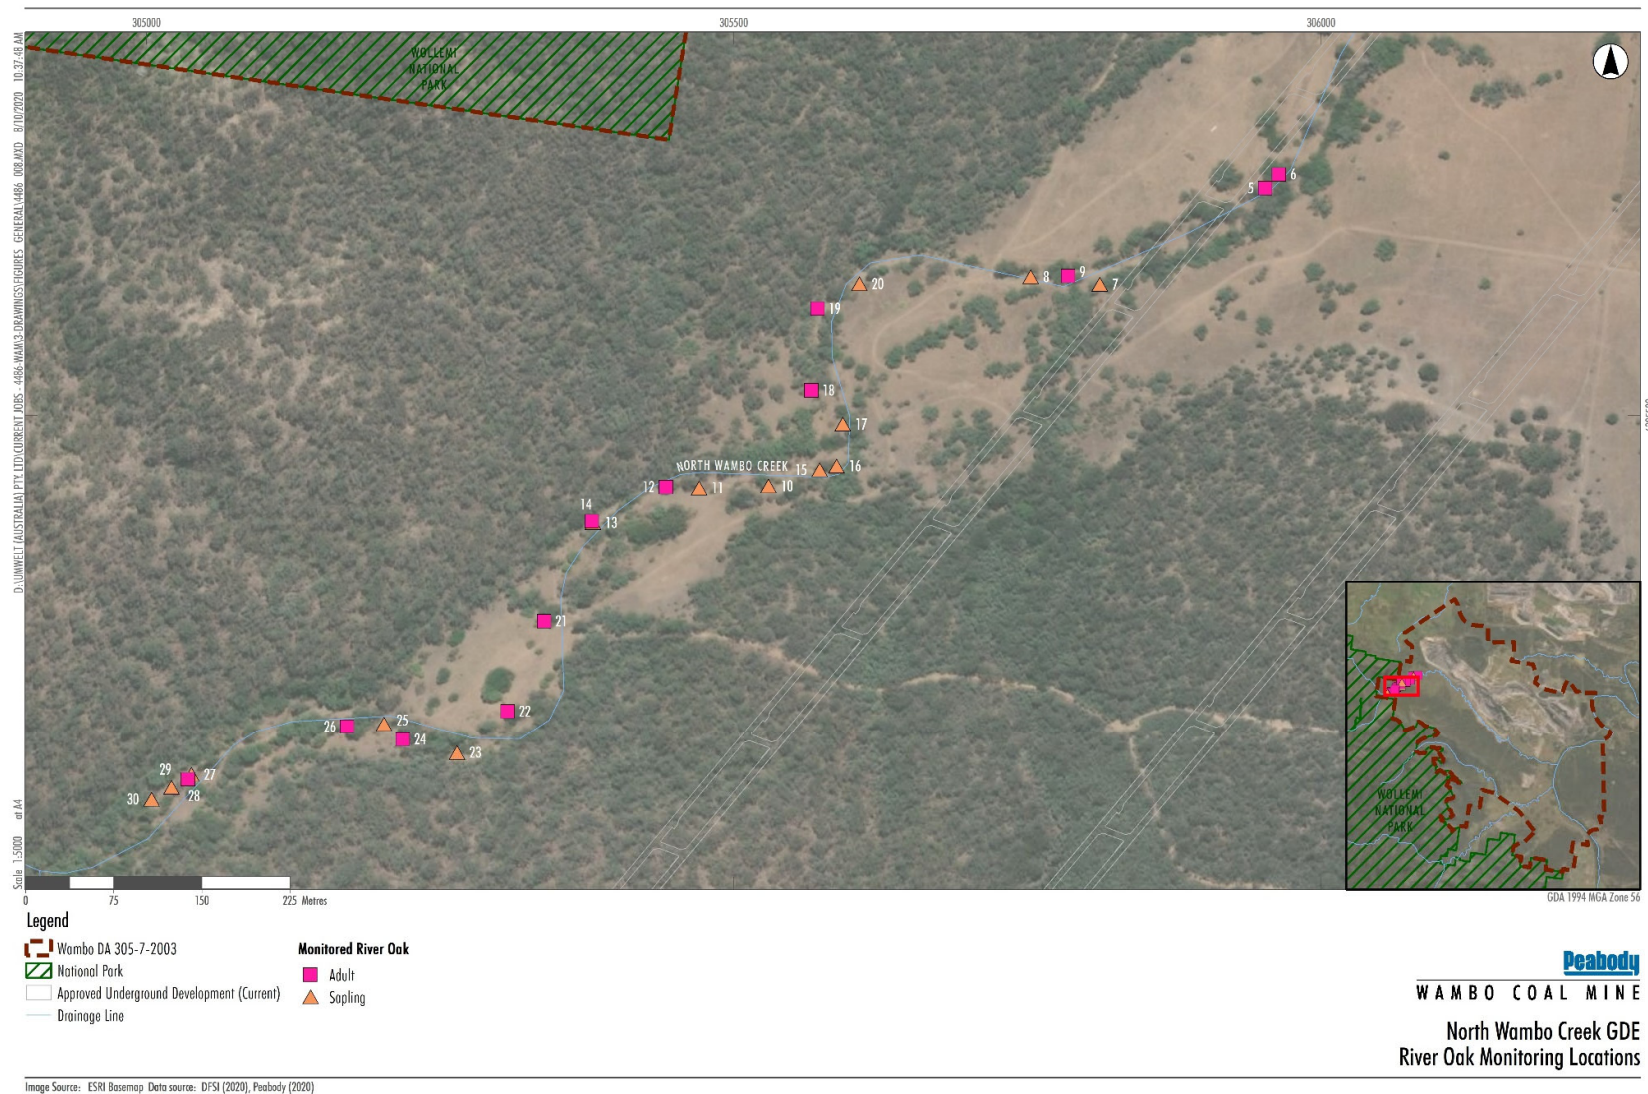 305000
305500
306000
WOLLEMI
NATIONAL
PARK
D:\UMWELT (AUSTRALIA) PTY. LTD\CURRENT JOBS - 4486-WAM\3-DRAWINGS\FIGURES GENERAL\4486 008.MXD 8/10/2020 10:37:48 AM
6
5
9
8
7
20
19
18
17
NORTH WAMBO CREEK
15
16
12
11
10
14
13
21
22
26
25
24
23
29
27
30
28
Scale 1:5000 at A4
WOLLEMI
NATIONAL
PARK
0 75 150 225 Metres
GDA 1994 MGA Zone 56
Legend
Wambo DA 305-7-2003
National Park
Approved Underground Development (Current)
Drainage Line
Monitored River Oak
Adult
Sapling
Peabody
WAMBO COAL MINE
North Wambo Creek GDE
River Oak Monitoring Locations
Image Source: ESRI Basemap Data source: DFSI (2020), Peabody (2020)